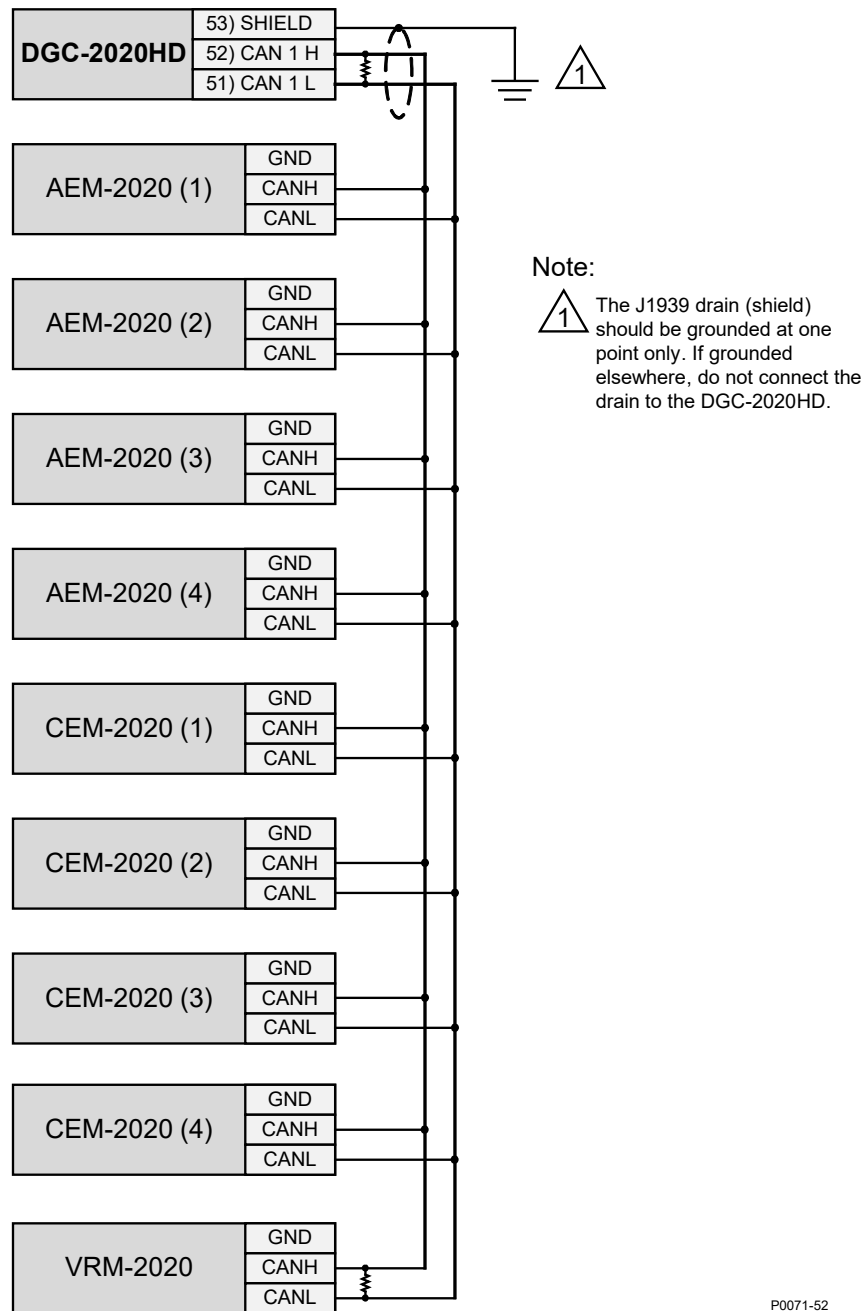 DGC-2020HD
53) SHIELD
52) CAN 1 H
51) CAN 1 L
1
AEM-2020 (1)
GND
CANH
CANL
Note:
1
The J1939 drain (shield)
should be grounded at one
point only. If grounded
elsewhere, do not connect the
drain to the DGC-2020HD.
AEM-2020 (2)
GND
CANH
CANL
AEM-2020 (3)
GND
CANH
CANL
AEM-2020 (4)
GND
CANH
CANL
CEM-2020 (1)
GND
CANH
CANL
CEM-2020 (2)
GND
CANH
CANL
CEM-2020 (3)
GND
CANH
CANL
CEM-2020 (4)
GND
CANH
CANL
VRM-2020
GND
CANH
CANL
P0071-52